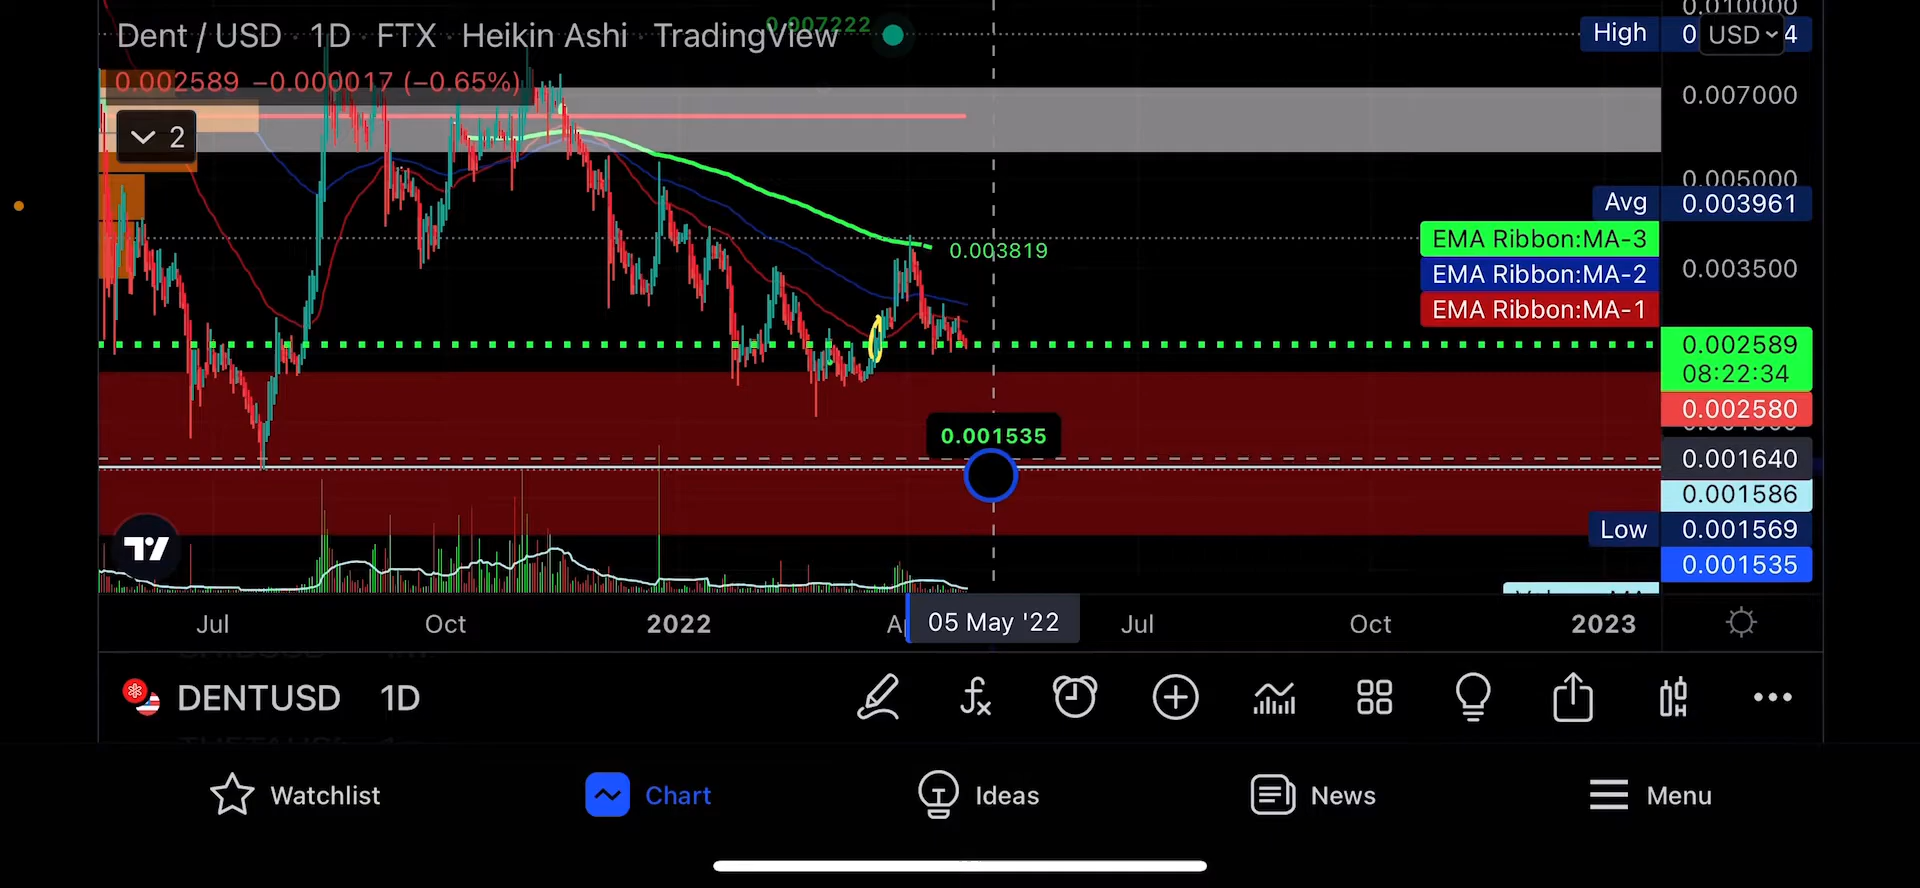 0.007222
Dent / USD · 1D · FTX · Heikin Ashi · TradingView
0.002589 −0.000017 (−0.65%)
2
0.010000
High
USD
0.007000
0.005000
Avg 0.003961
0.003819
EMA Ribbon:MA-3
EMA Ribbon:MA-2
0.003500
EMA Ribbon:MA-1
0.002589
08:22:34
0.002580
0.001535
0.001640
0.001586
Low 0.001569
0.001535
Jul Oct 2022 05 May '22 Jul Oct 2023
DENTUSD 1D
Watchlist Chart Ideas News Menu